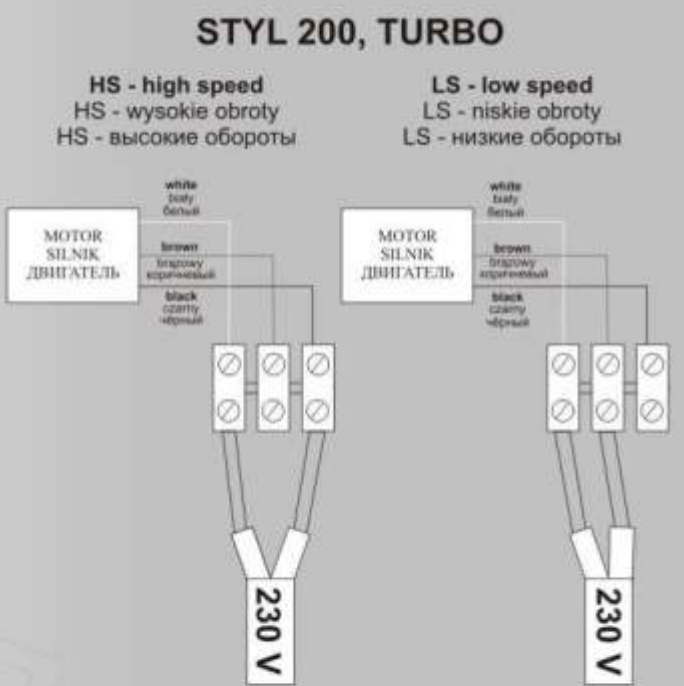 STYL 200, TURBO
HS - high speed
HS - wysokie obroty
HS - высокие обороты
LS - low speed
LS - niskie obroty
LS - низкие обороты
white
biały
белый
MOTOR
SILNIK
ДВИГАТЕЛЬ
brown
brązowy
коричневый
black
czarny
чёрный
230 V
white
biały
белый
MOTOR
SILNIK
ДВИГАТЕЛЬ
brown
brązowy
коричневый
black
czarny
чёрный
230 V